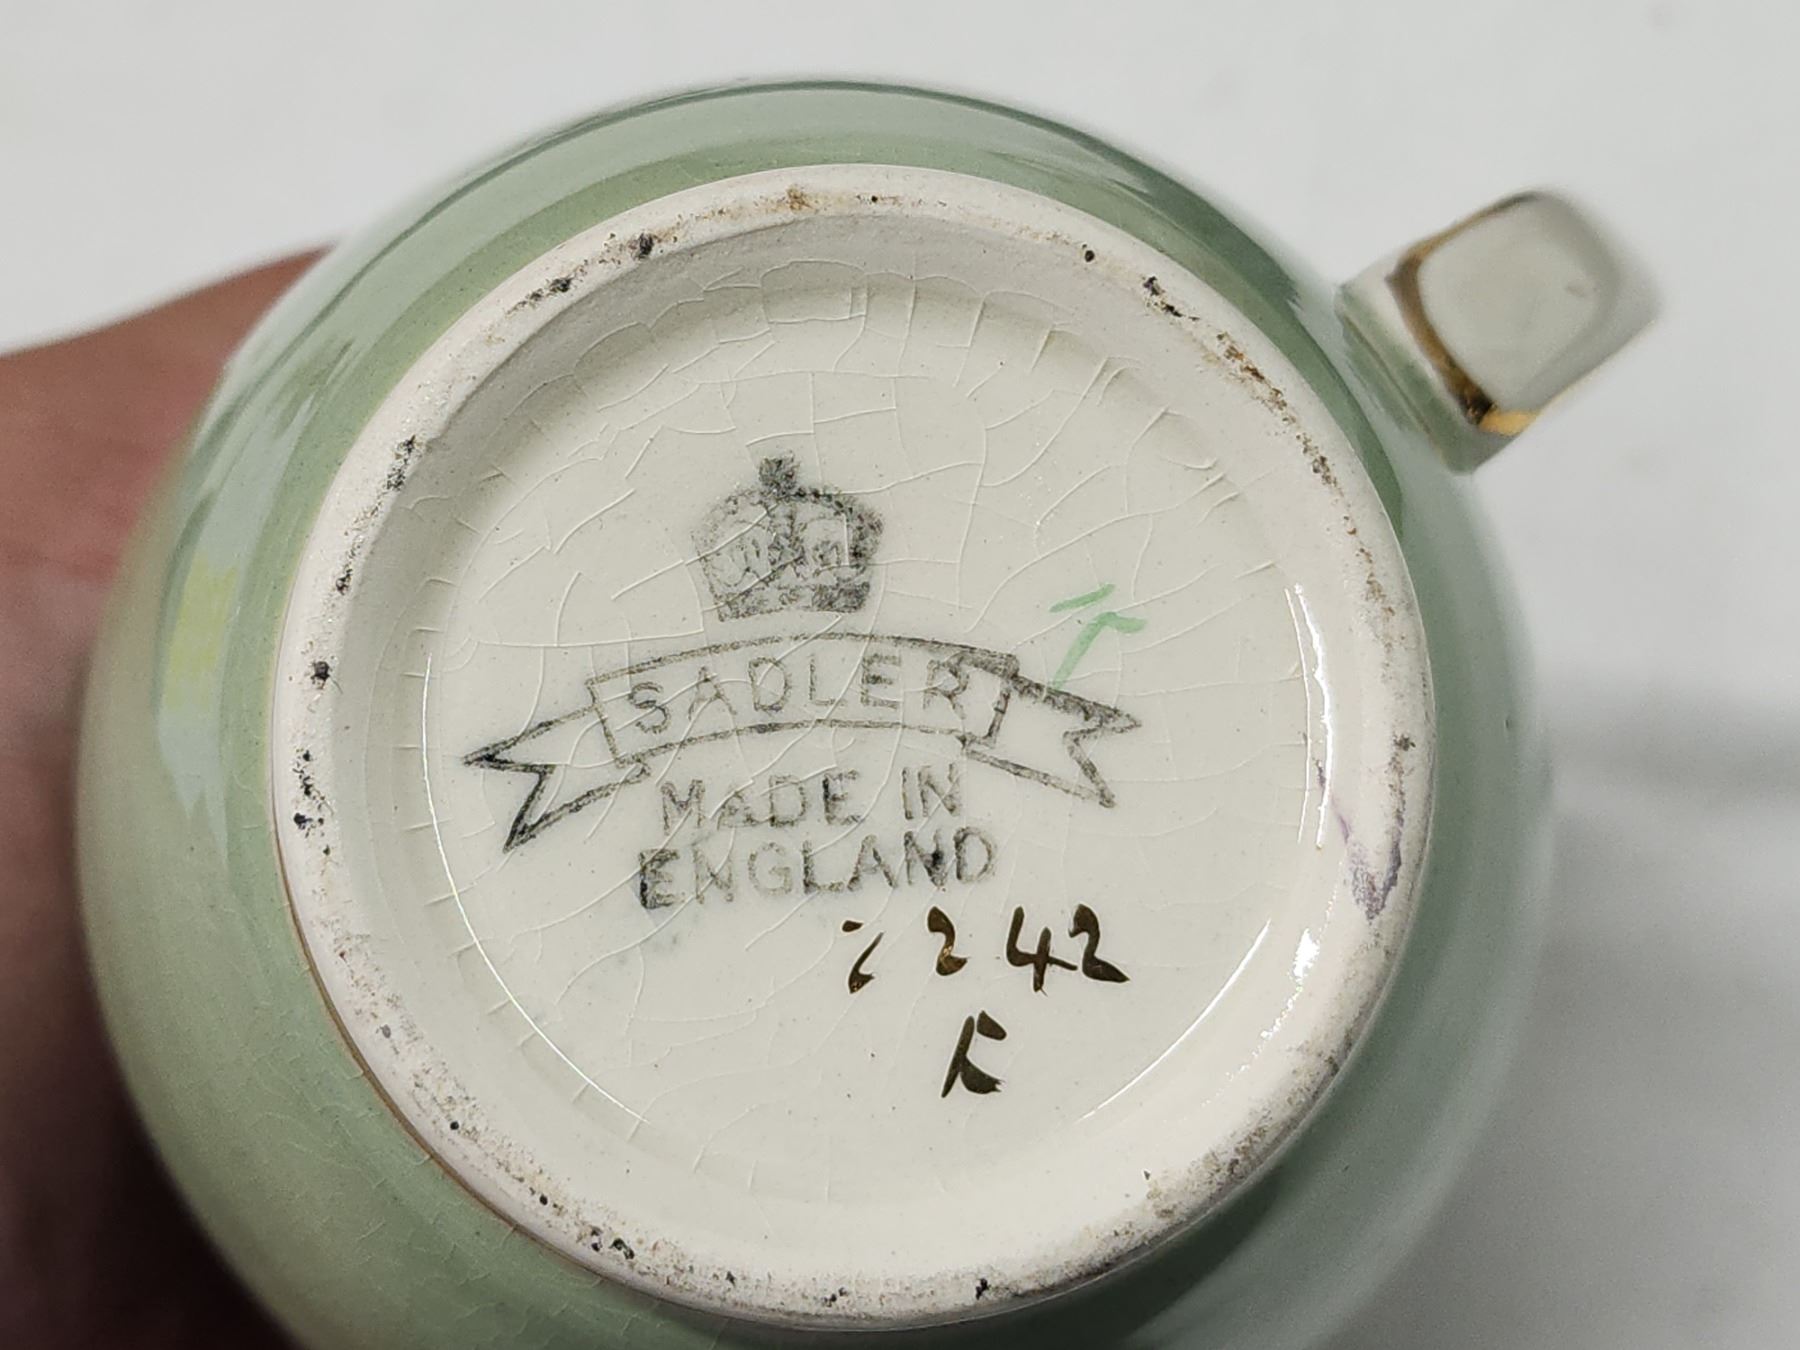 SADLER
MADE IN
ENGLAND
2242